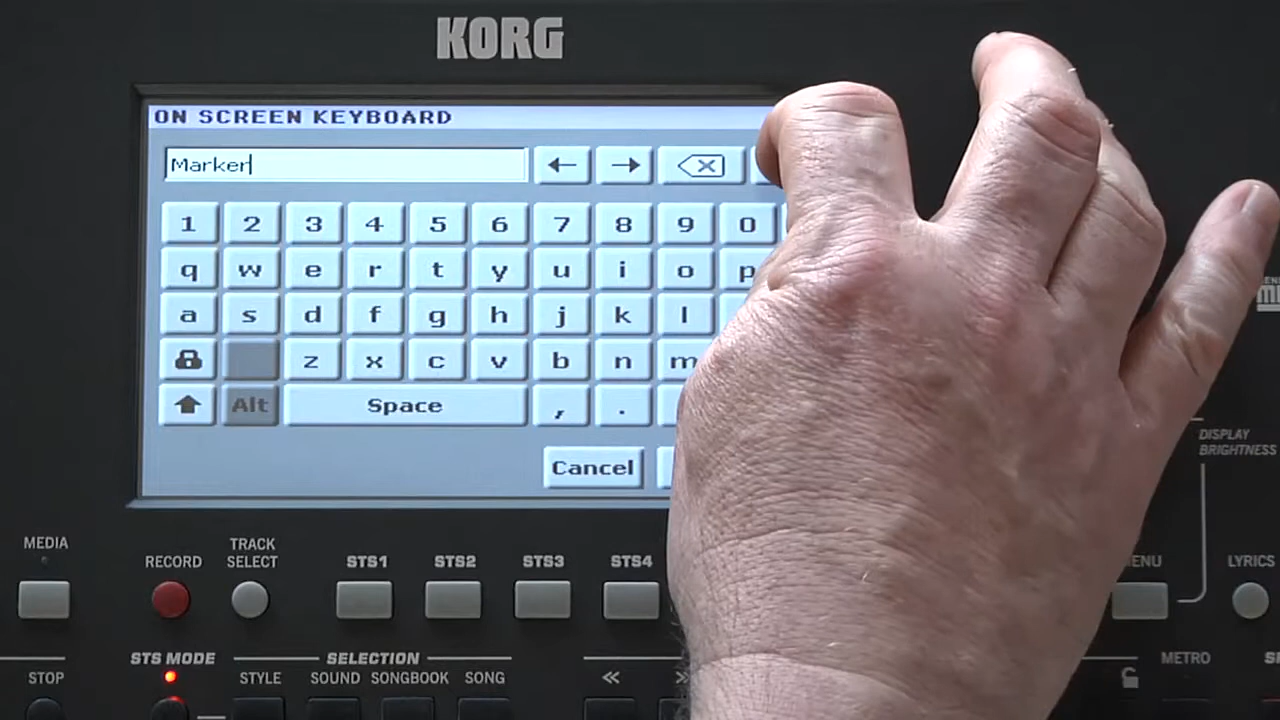 KORG
ON SCREEN KEYBOARD
Marker
1 2 3 4 5 6 7 8 9 0
q w e r t y u i o p
a s d f g h j k l
z x c v b n m
Alt Space , .
Cancel
DISPLAY
BRIGHTNESS
MEDIA
RECORD
TRACK
SELECT
STS1 STS2 STS3 STS4
LYRICS
STS MODE
SELECTION
METRO
STOP
STYLE SOUND SONGBOOK SONG
<<